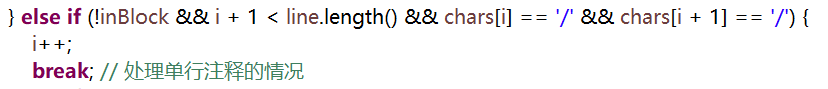 } else if (!inBlock && i + 1 < line.length() && chars[i] == '/' && chars[i + 1] == '/') {
i++;
break; // 处理单行注释的情况